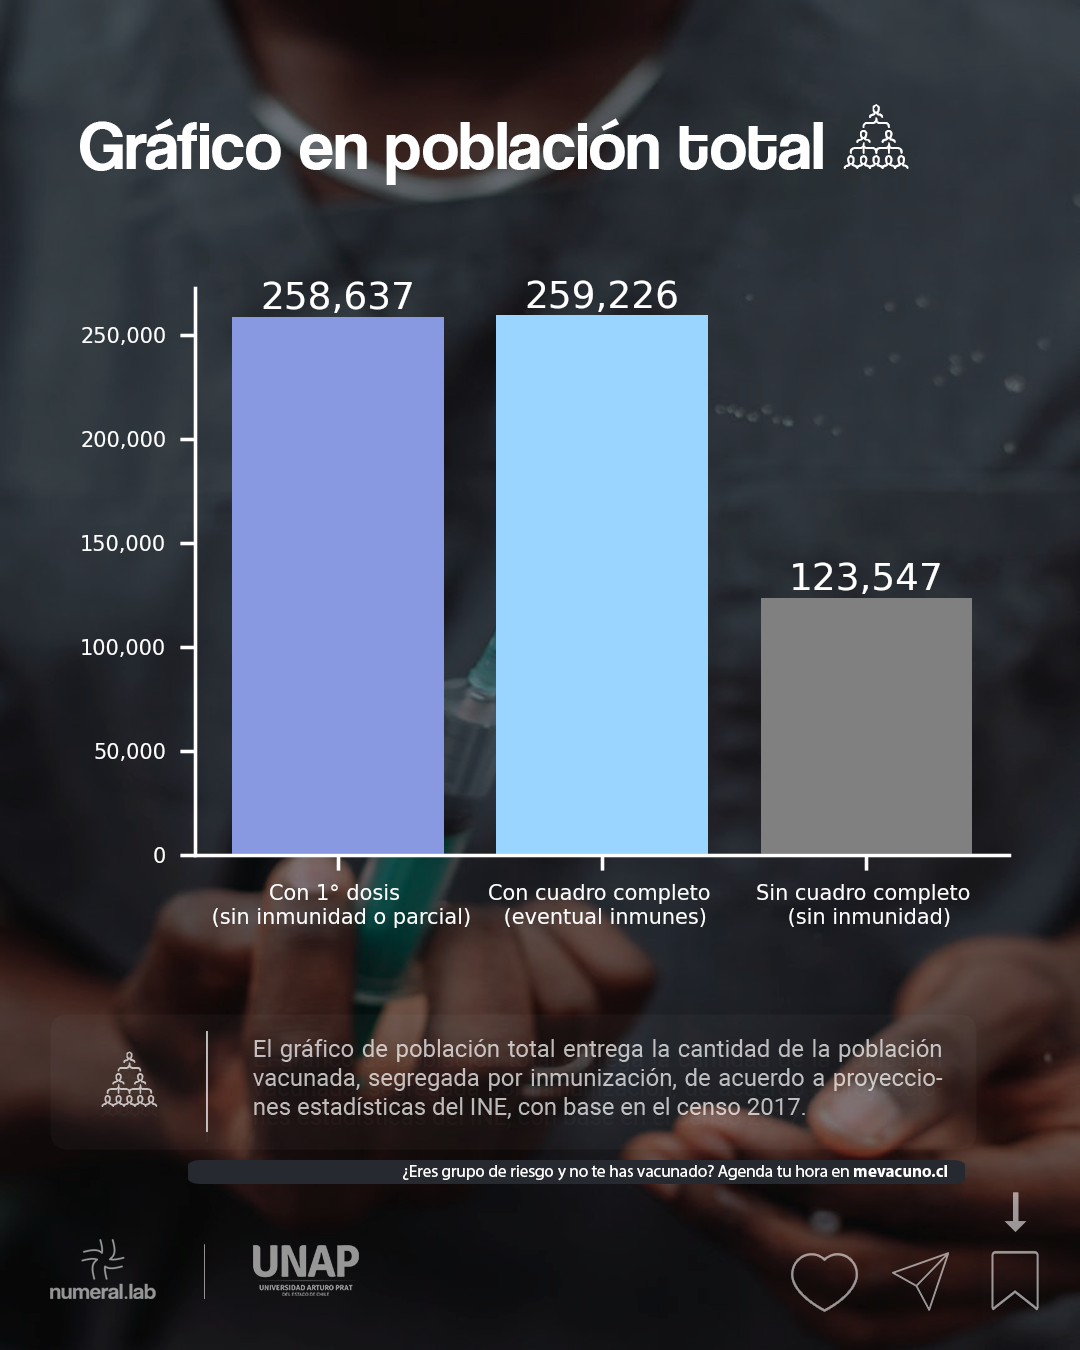 Gráfico en población total
258,637
259,226
123,547
250,000
200,000
150,000
100,000
50,000
0
Con 1° dosis
(sin inmunidad o parcial)
Con cuadro completo
(eventual inmunes)
Sin cuadro completo
(sin inmunidad)
El gráfico de población total entrega la cantidad de la población
vacunada, segregada por inmunización, de acuerdo a proyeccio-
nes estadísticas del INE, con base en el censo 2017.
¿Eres grupo de riesgo y no te has vacunado? Agenda tu hora en mevacuno.cl
numeral.lab
UNAP
UNIVERSIDAD ARTURO PRAT
DEL ESTADO DE CHILE